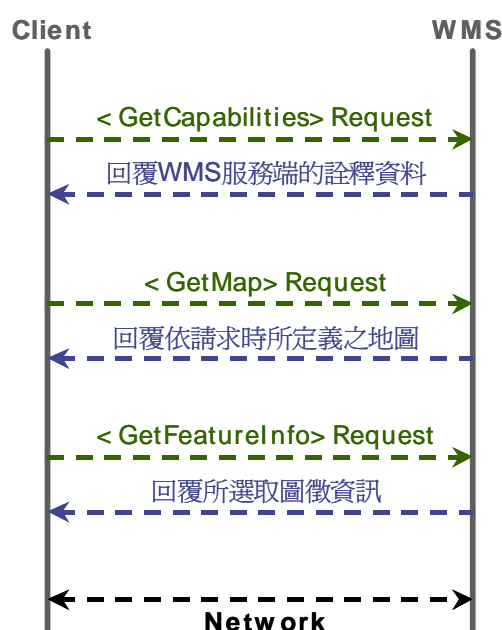 Client WMS
< GetCapabilities> Request
回覆WMS服務端的詮釋資料
< GetMap> Request
回覆依請求時所定義之地圖
< GetFeatureInfo> Request
回覆所選取圖徵資訊
Network